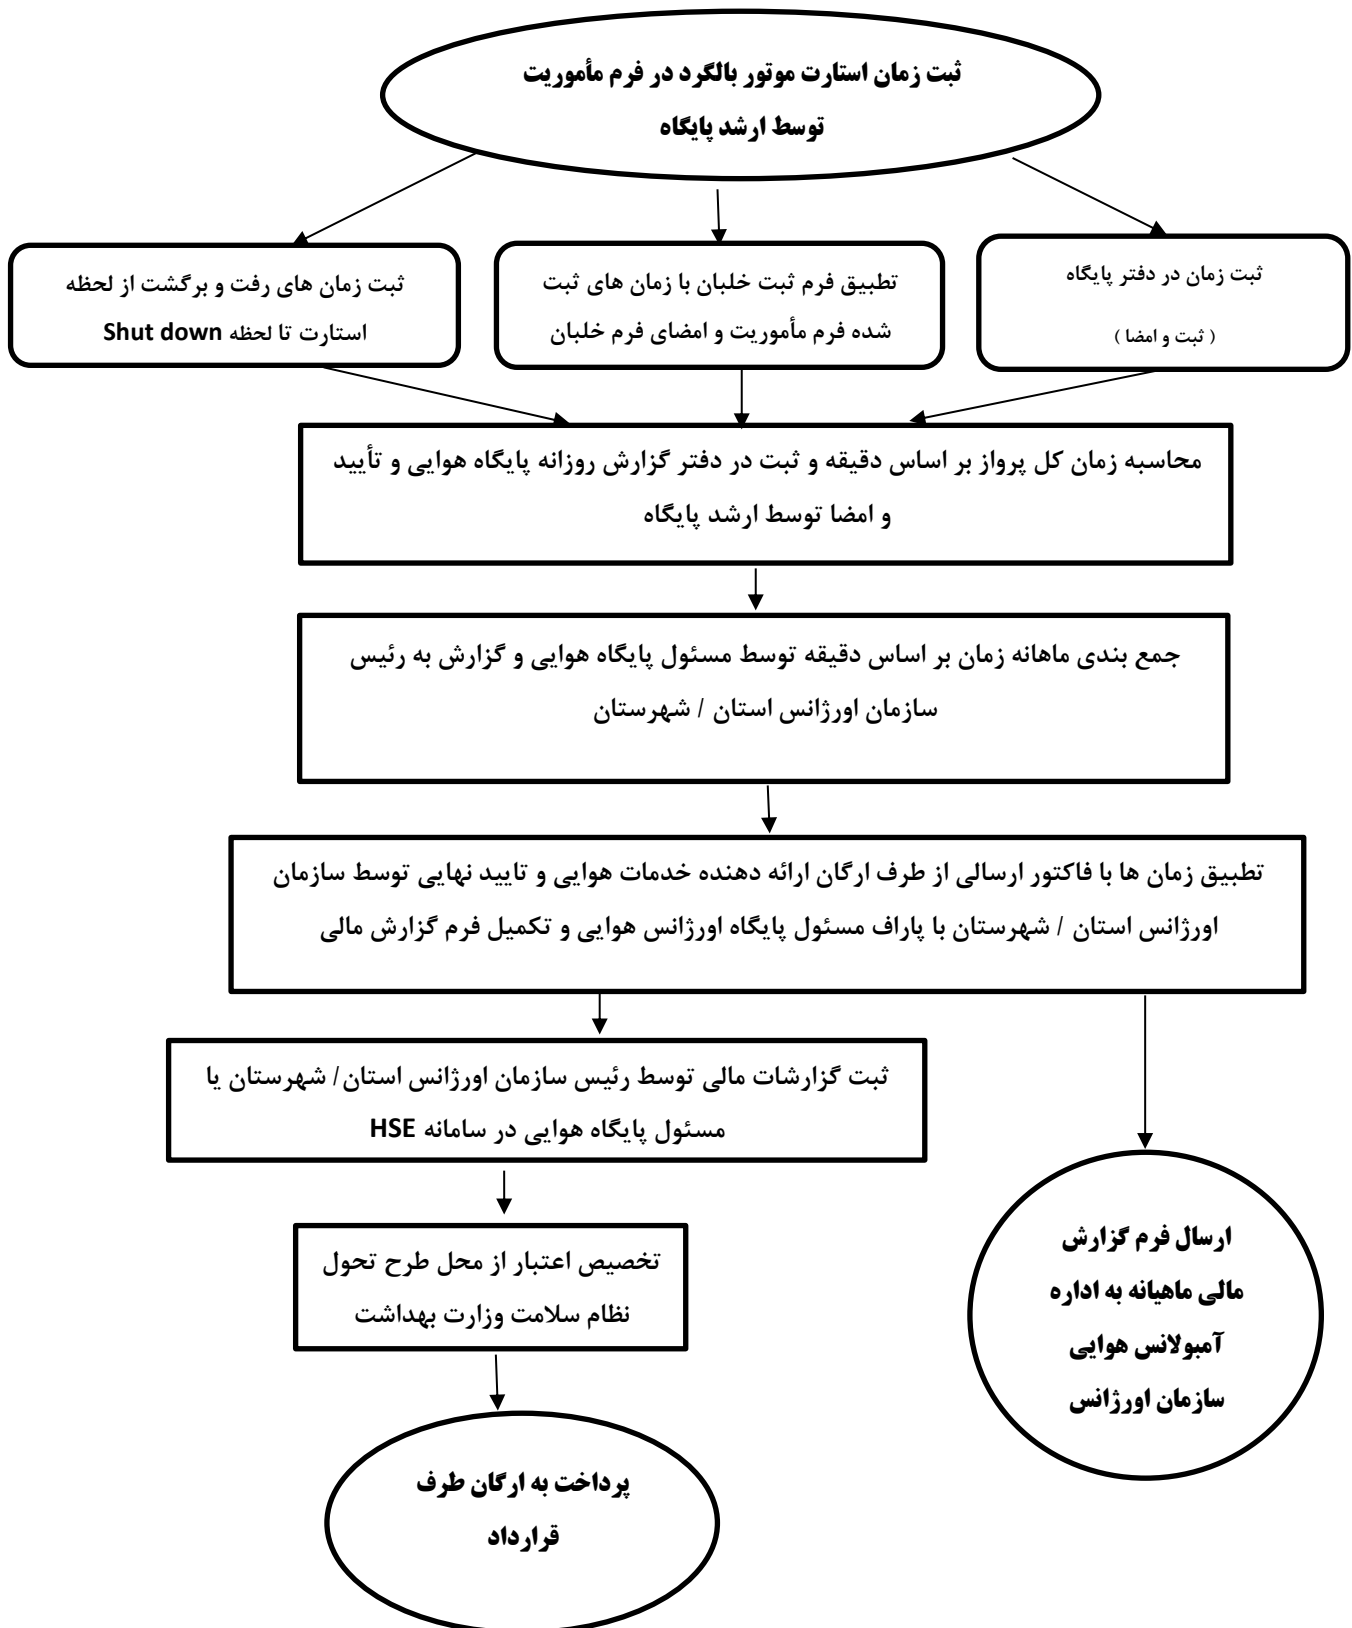 ثبت زمان استارت موتور بالگرد در فرم مأموریت
توسط ارشد پایگاه
ثبت زمان در دفتر پایگاه
( ثبت و امضا )
تطبیق فرم ثبت خلبان با زمان های ثبت
شده فرم مأموریت و امضای فرم خلبان
ثبت زمان های رفت و برگشت از لحظه
استارت تا لحظه Shut down
محاسبه زمان کل پرواز بر اساس دقیقه و ثبت در دفتر گزارش روزانه پایگاه هوایی و تأیید
و امضا توسط ارشد پایگاه
جمع بندی ماهانه زمان بر اساس دقیقه توسط مسئول پایگاه هوایی و گزارش به رئیس
سازمان اورژانس استان / شهرستان
تطبیق زمان ها با فاکتور ارسالی از طرف ارگان ارائه دهنده خدمات هوایی و تایید نهایی توسط سازمان
اورژانس استان / شهرستان با پاراف مسئول پایگاه اورژانس هوایی و تکمیل فرم گزارش مالی
ثبت گزارشات مالی توسط رئیس سازمان اورژانس استان/ شهرستان یا
مسئول پایگاه هوایی در سامانه HSE
ارسال فرم گزارش
مالی ماهیانه به اداره
آمبولانس هوایی
سازمان اورژانس
تخصیص اعتبار از محل طرح تحول
نظام سلامت وزارت بهداشت
پرداخت به ارگان طرف
قرارداد